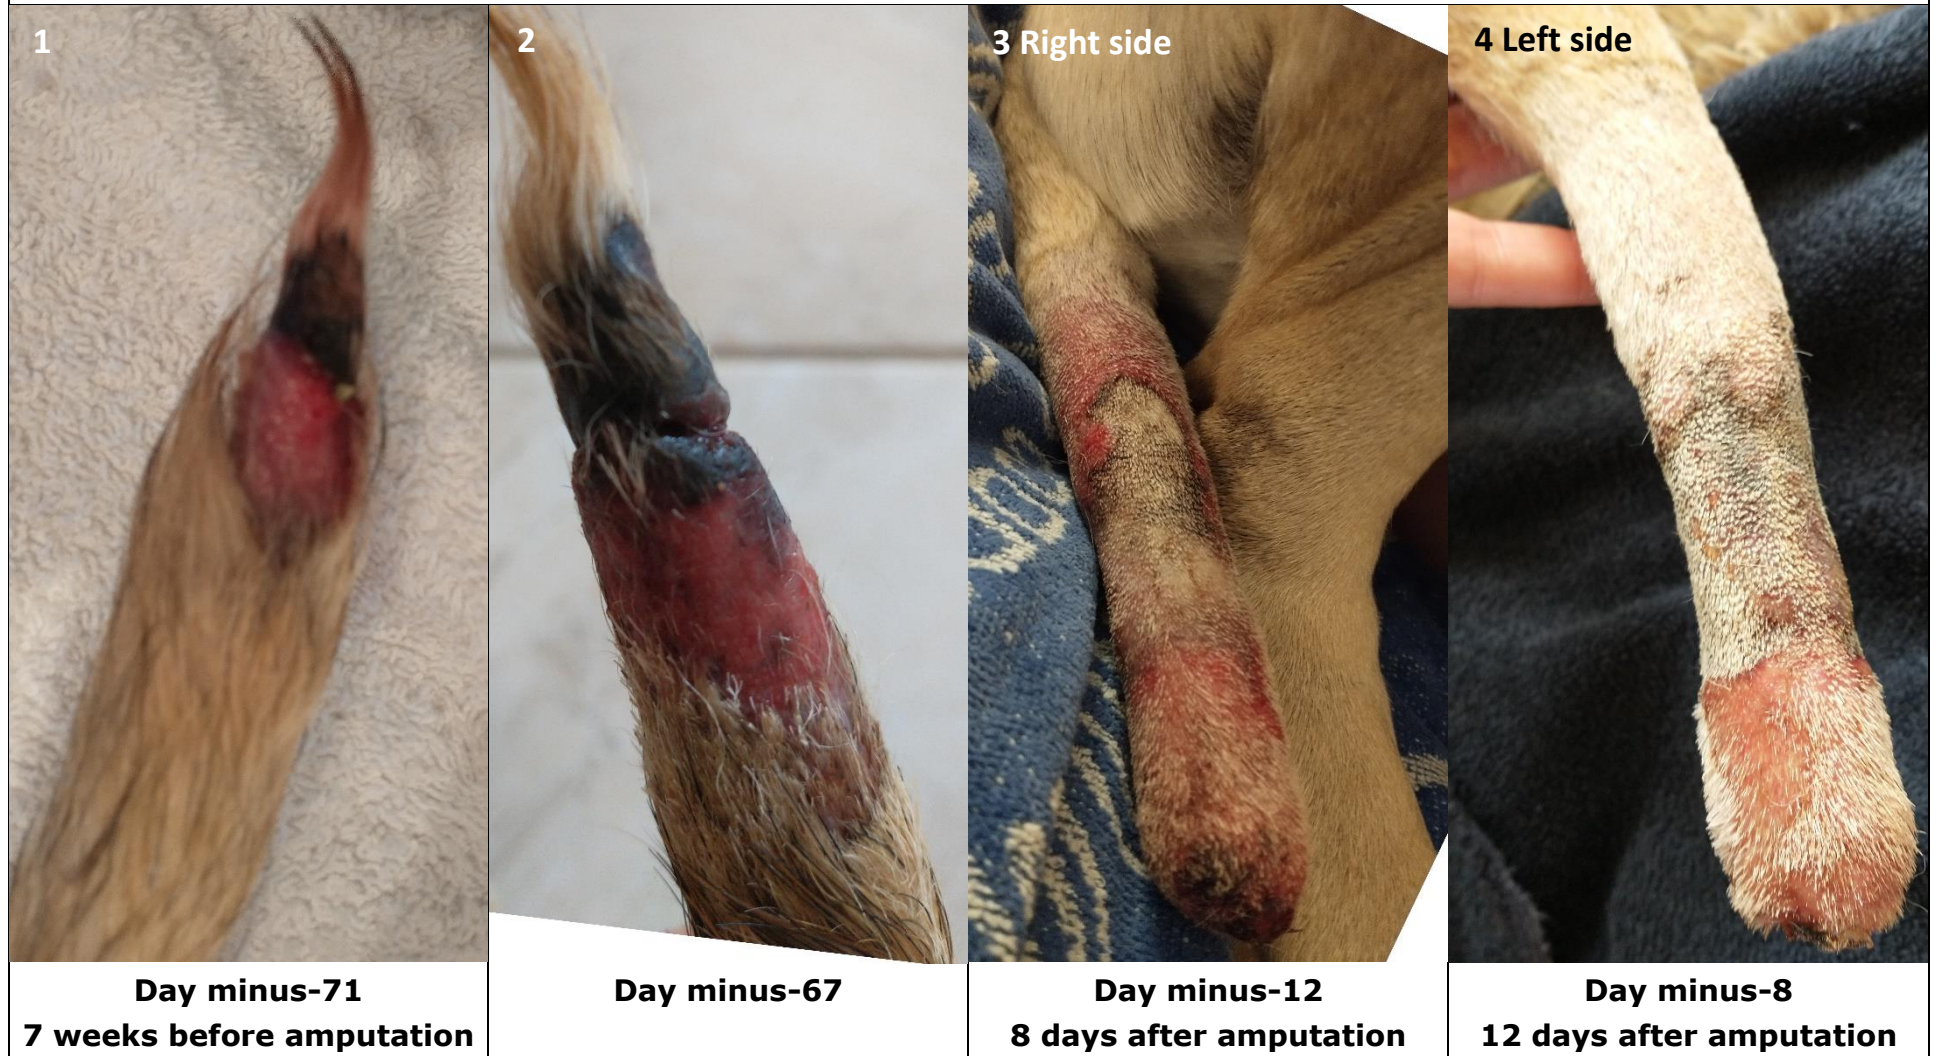 1
2
3 Right side
4 Left side
Day minus-71
7 weeks before amputation
Day minus-67
Day minus-12
8 days after amputation
Day minus-8
12 days after amputation